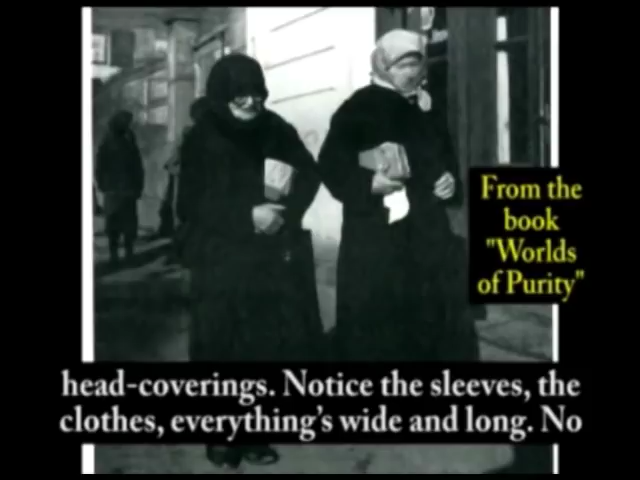 From the
book
"Worlds
of Purity"
head-coverings. Notice the sleeves, the
clothes, everything's wide and long. No